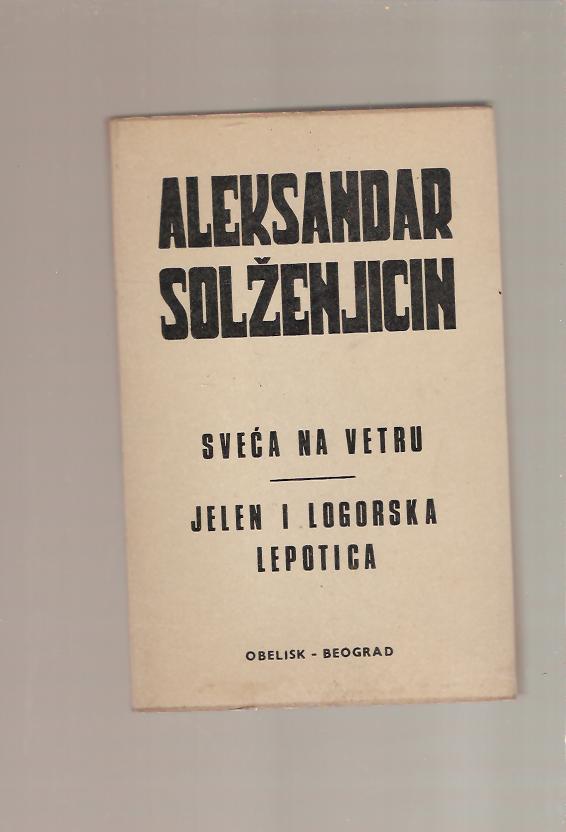 ALEKSANDAR
SOLŽENJICIN
SVEĆA NA VETRU
JELEN I LOGORSKA
LEPOTICA
OBELISK - BEOGRAD